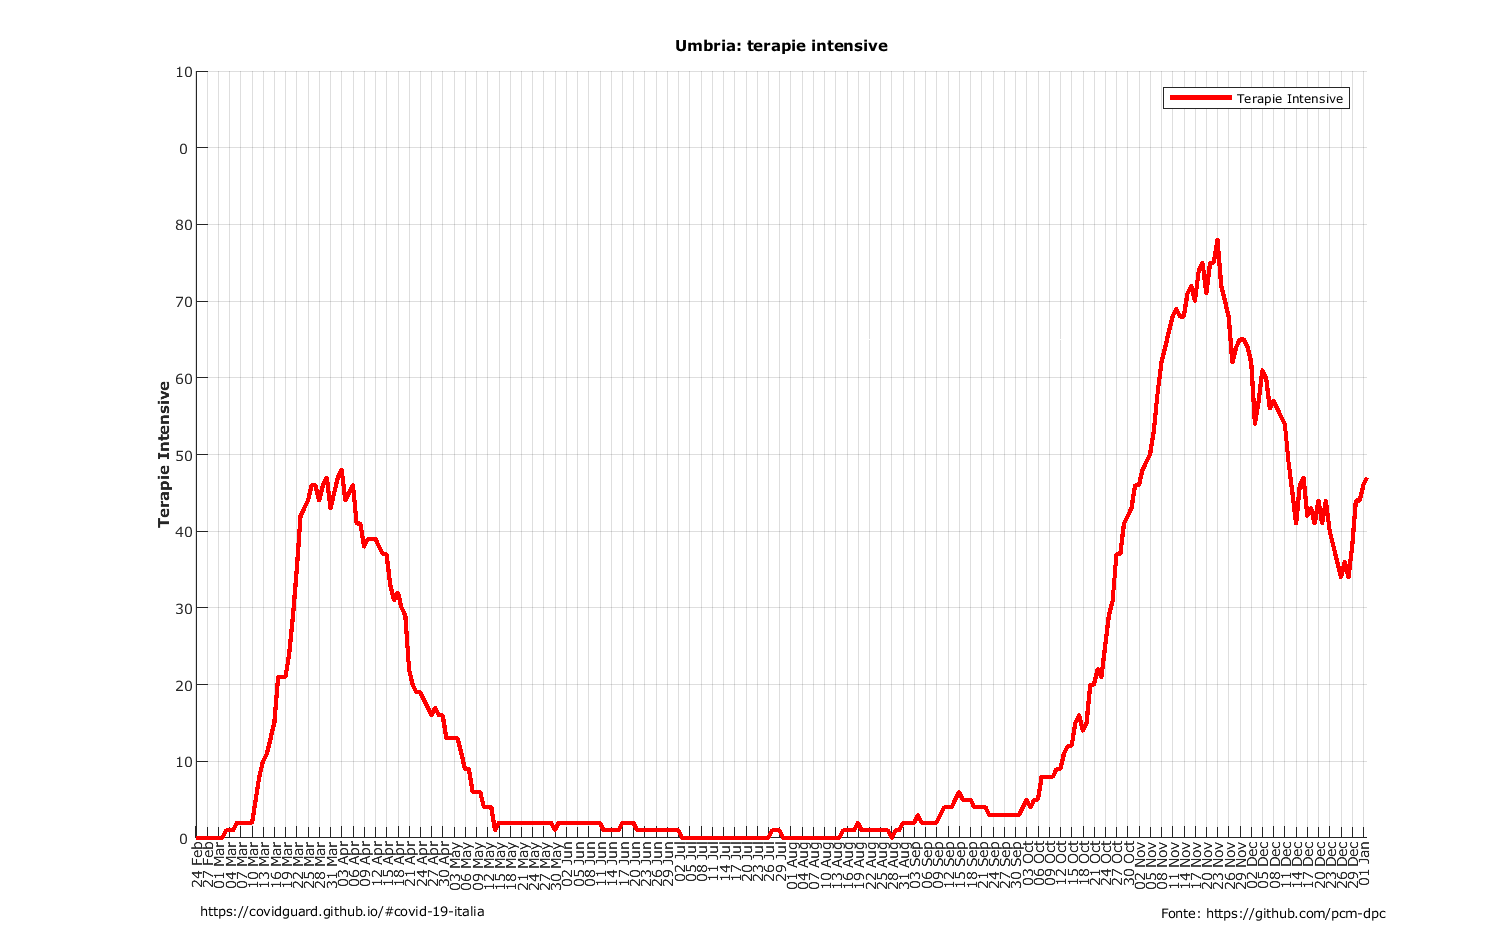 Umbria: terapie intensive
Terapie Intensive
10
0
80
70
60
50
40
30
20
10
0
Terapie Intensive
24 Feb
27 Feb
01 Mar
04 Mar
07 Mar
10 Mar
13 Mar
16 Mar
19 Mar
22 Mar
25 Mar
28 Mar
31 Mar
03 Apr
06 Apr
09 Apr
12 Apr
15 Apr
18 Apr
21 Apr
24 Apr
27 Apr
30 Apr
03 May
06 May
09 May
12 May
15 May
18 May
21 May
24 May
27 May
30 May
02 Jun
05 Jun
08 Jun
11 Jun
14 Jun
17 Jun
20 Jun
23 Jun
26 Jun
29 Jun
02 Jul
05 Jul
08 Jul
11 Jul
14 Jul
17 Jul
20 Jul
23 Jul
26 Jul
29 Jul
01 Aug
04 Aug
07 Aug
10 Aug
13 Aug
16 Aug
19 Aug
22 Aug
25 Aug
28 Aug
31 Aug
03 Sep
06 Sep
09 Sep
12 Sep
15 Sep
18 Sep
21 Sep
24 Sep
27 Sep
30 Sep
03 Oct
06 Oct
09 Oct
12 Oct
15 Oct
18 Oct
21 Oct
24 Oct
27 Oct
30 Oct
02 Nov
05 Nov
08 Nov
11 Nov
14 Nov
17 Nov
20 Nov
23 Nov
26 Nov
29 Nov
02 Dec
05 Dec
08 Dec
11 Dec
14 Dec
17 Dec
20 Dec
23 Dec
26 Dec
29 Dec
01 Jan
https://covidguard.github.io/#covid-19-italia
Fonte: https://github.com/pcm-dpc